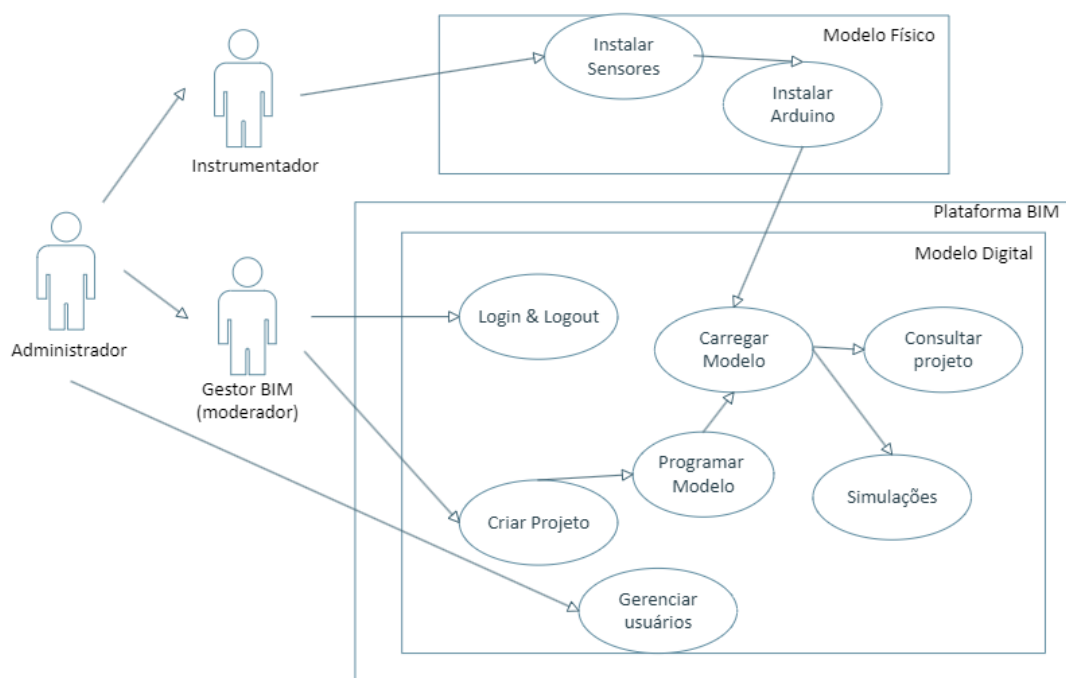 Modelo Físico
Instalar
Sensores
Instalar
Arduino
Instrumentador
Plataforma BIM
Modelo Digital
Login & Logout
Carregar
Modelo
Consultar
projeto
Administrador
Gestor BIM
(moderador)
Programar
Modelo
Simulações
Criar Projeto
Gerenciar
usuários